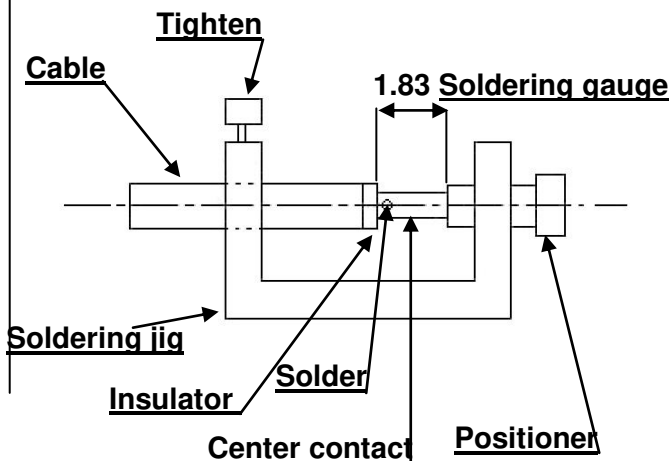 Tighten
Cable
1.83 Soldering gauge
Soldering jig
Solder
Insulator
Center contact
Positioner